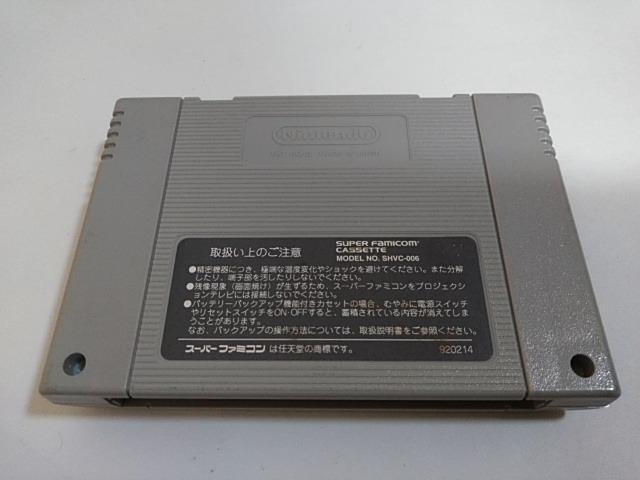 Nintendo
取扱い上のご注意
SUPER FAMICOM
CASSETTE
MODEL NO. SHVC-006
●精密機器につき、極端な温度変化やショックを避けてください。また分解
したり、端子部を汚したりしないでください。
●残像現象(画面焼け)が生ずるため、スーパーファミコンをプロジェクシ
ョンテレビには接続しないでください。
●バッテリーバックアップ機能付きカセットの場合、むやみに電源スイッチ
やリセットスイッチをON・OFFすると、蓄積されている内容が消えてしま
うことがあります。
なお、バックアップの操作方法については、取扱説明書をご参照ください。
スーパーファミコンは任天堂の商標です。
920214